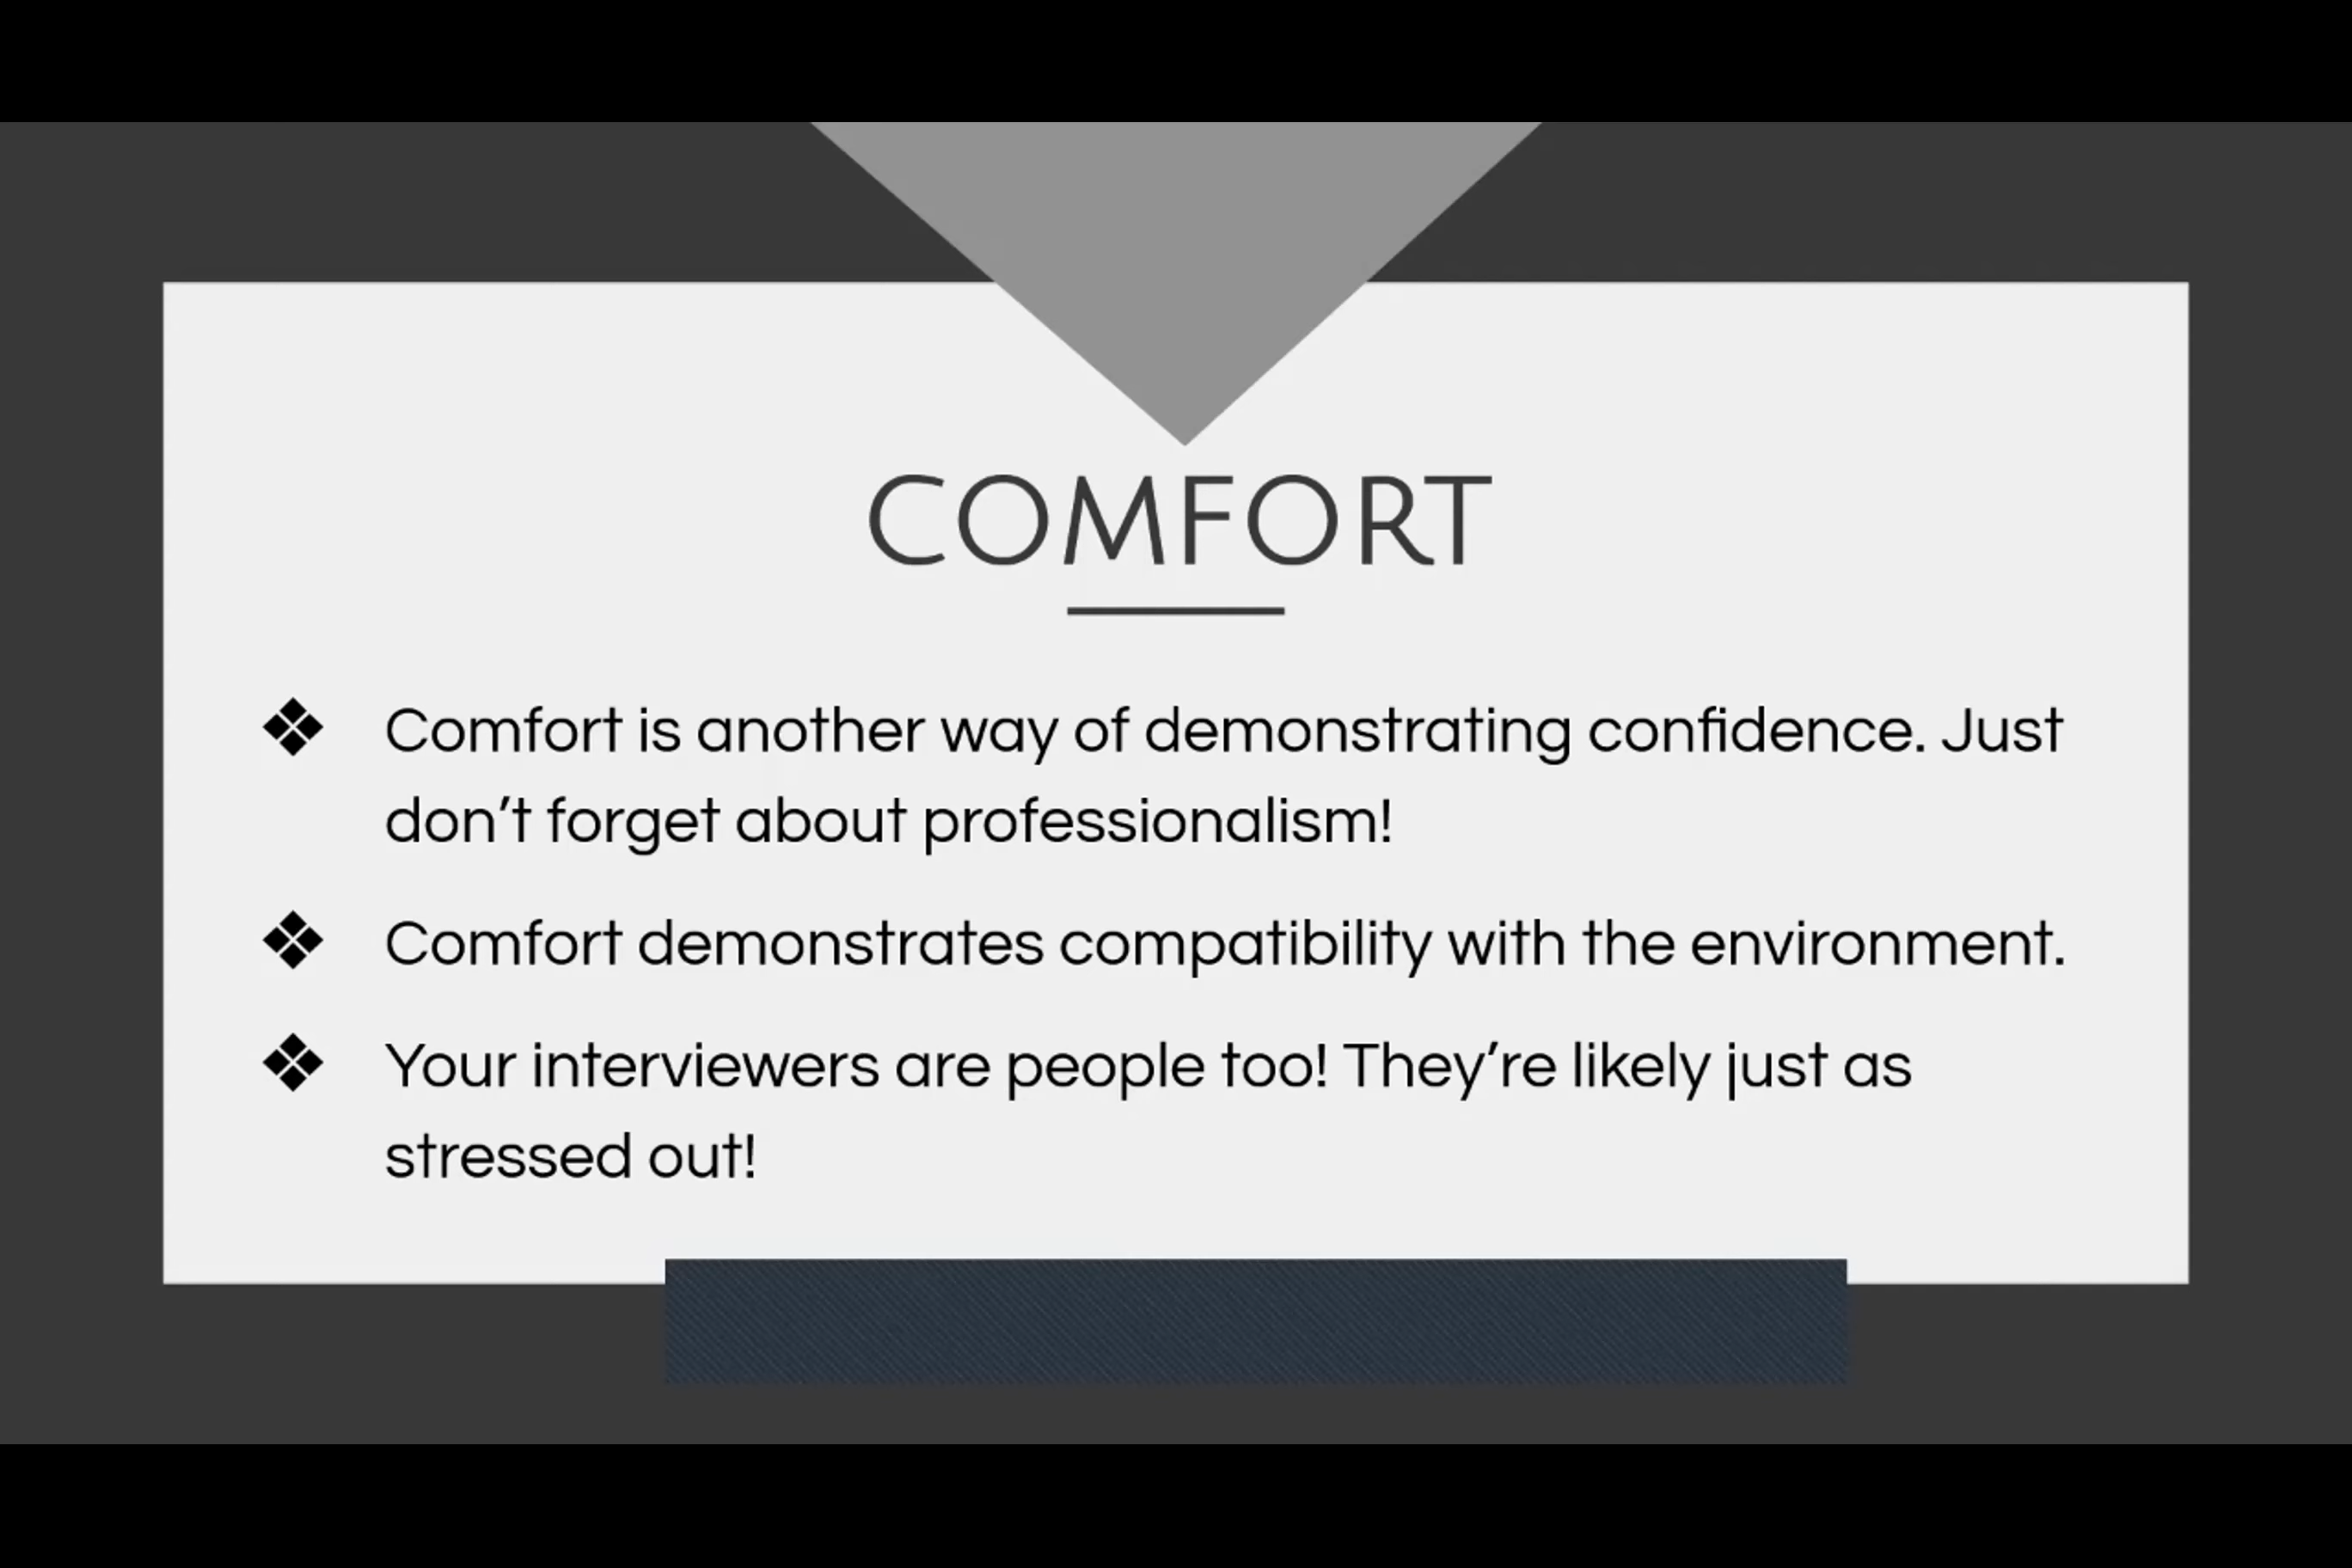 COMFORT
❖ Comfort is another way of demonstrating confidence. Just
don’t forget about professionalism!
❖ Comfort demonstrates compatibility with the environment.
❖ Your interviewers are people too! They’re likely just as
stressed out!